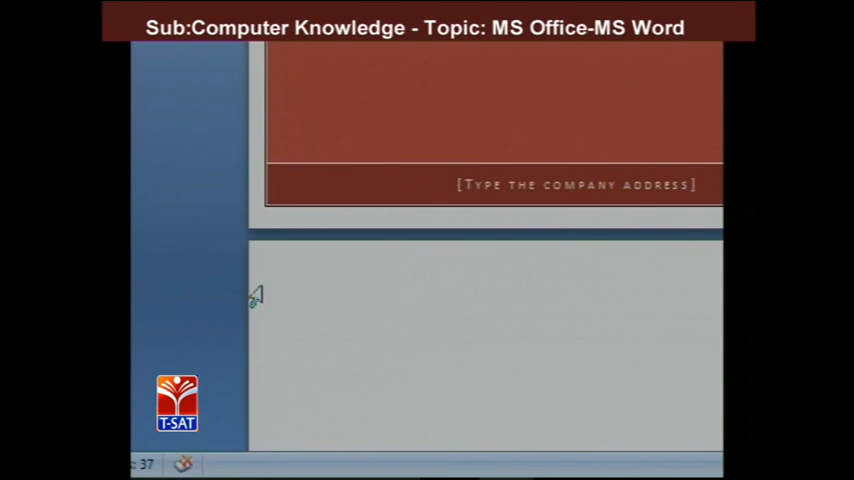 Sub:Computer Knowledge - Topic: MS Office-MS Word
[TYPE THE COMPANY ADDRESS]
T-SAT
: 37